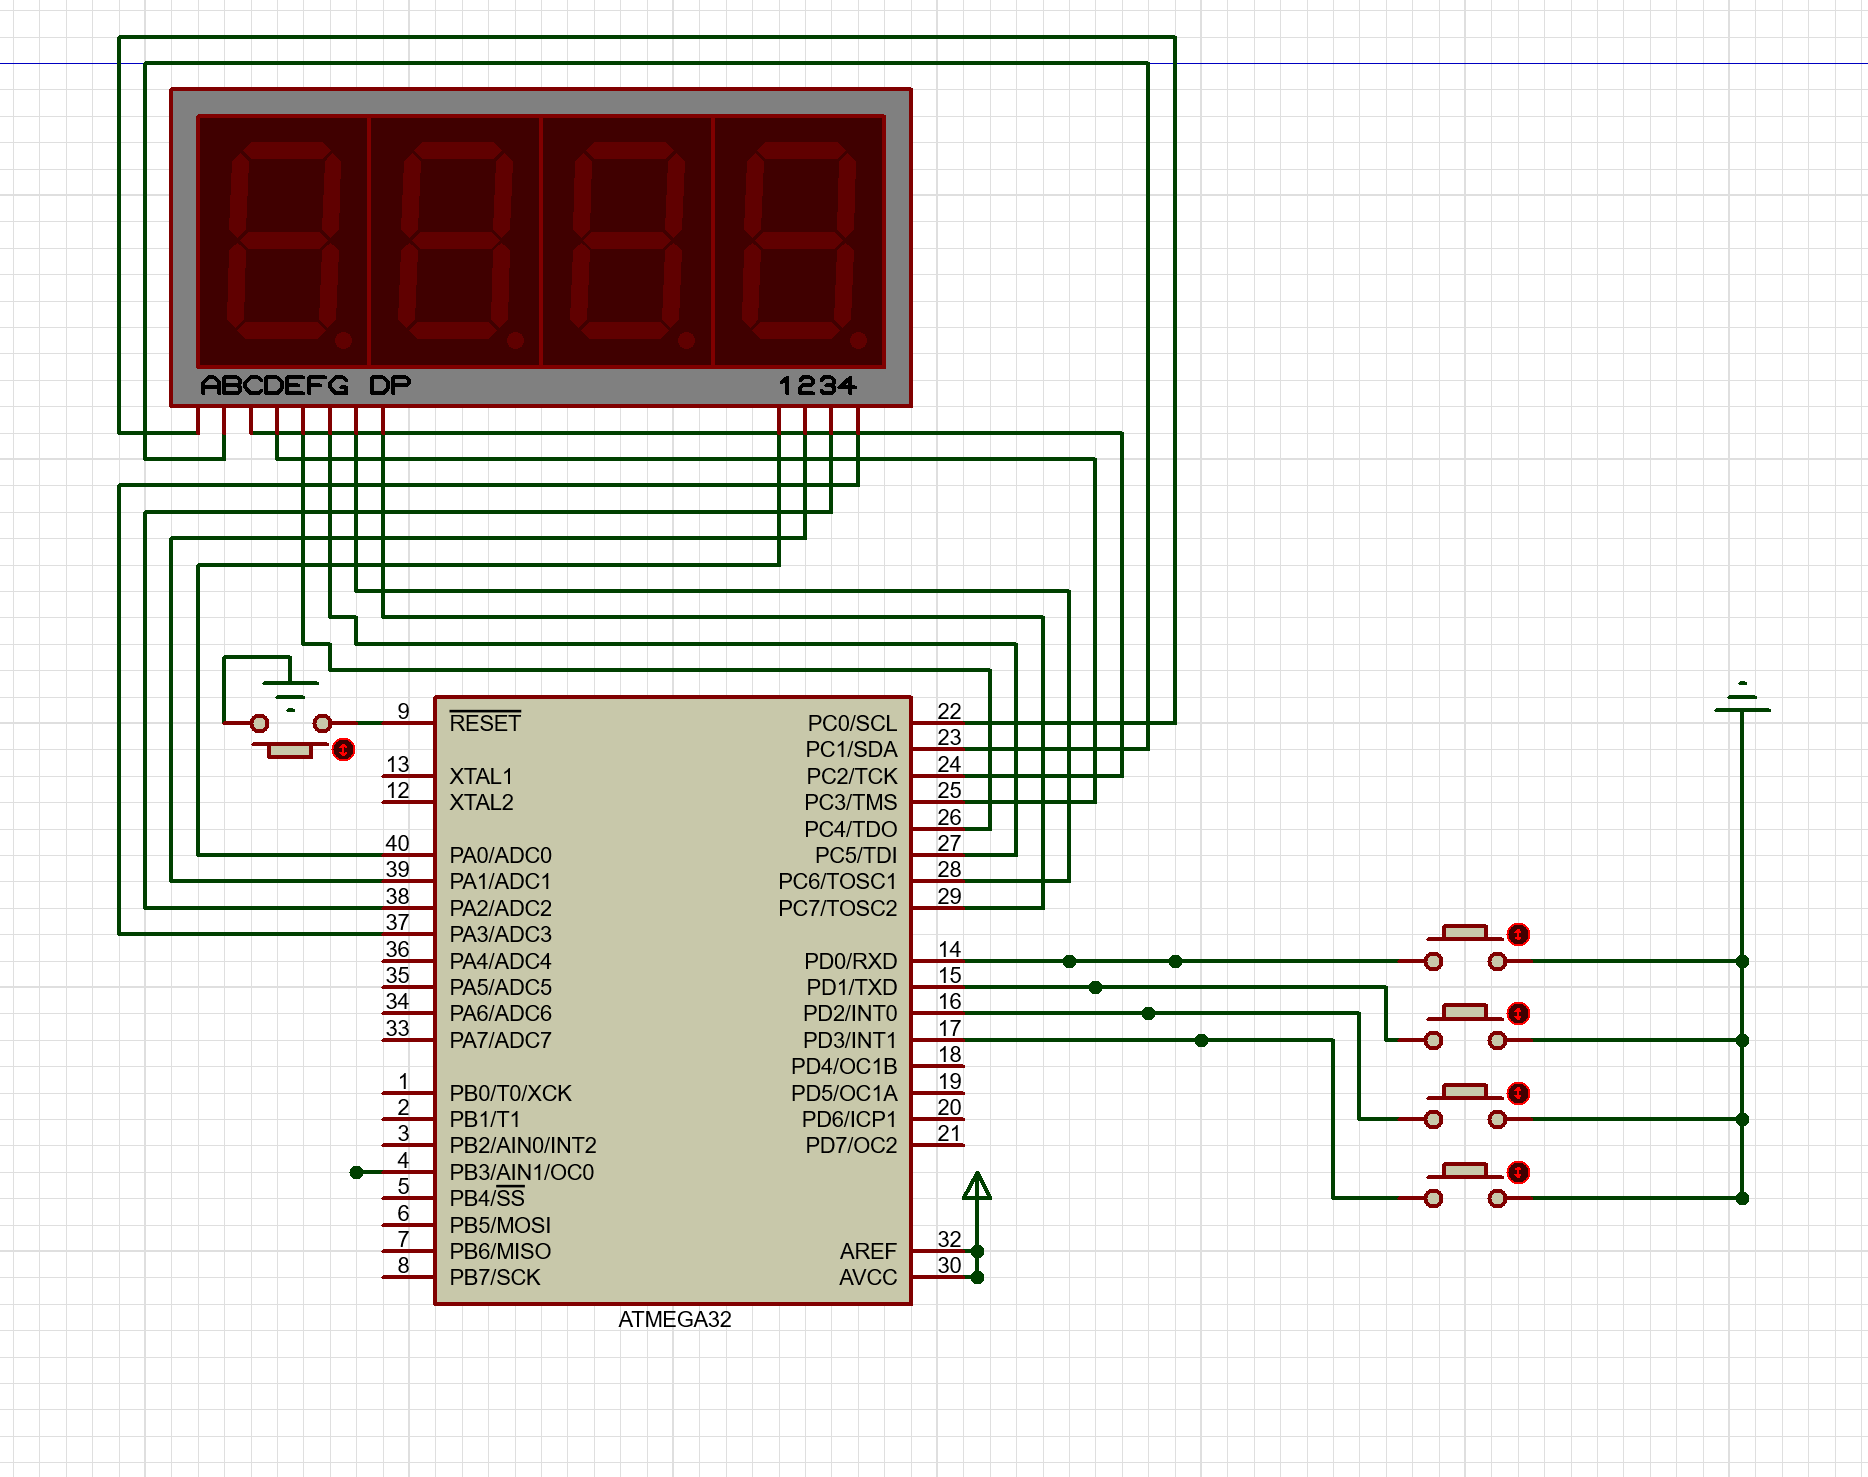 ABCDEFG DP 1234
9 RESET PC0/SCL 22
PC1/SDA 23
13 XTAL1 PC2/TCK 24
12 XTAL2 PC3/TMS 25
PC4/TDO 26
40 PA0/ADC0 PC5/TDI 27
39 PA1/ADC1 PC6/TOSC1 28
38 PA2/ADC2 PC7/TOSC2 29
37 PA3/ADC3
36 PA4/ADC4 PD0/RXD 14
35 PA5/ADC5 PD1/TXD 15
34 PA6/ADC6 PD2/INT0 16
33 PA7/ADC7 PD3/INT1 17
PD4/OC1B 18
1 PB0/T0/XCK PD5/OC1A 19
2 PB1/T1 PD6/ICP1 20
3 PB2/AIN0/INT2 PD7/OC2 21
4 PB3/AIN1/OC0
5 PB4/SS
6 PB5/MOSI
7 PB6/MISO AREF 32
8 PB7/SCK AVCC 30
ATMEGA32